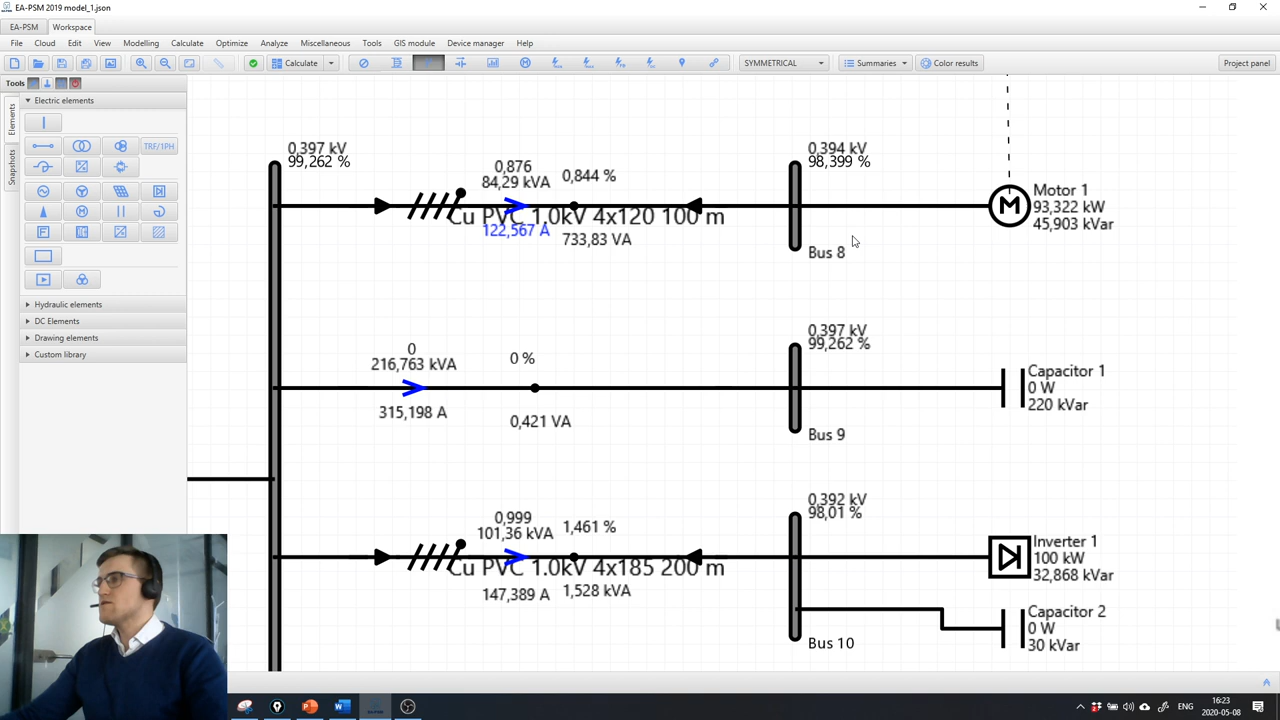 EA-PSM 2019 model_1.json
EA-PSM Workspace
File Cloud Edit View Modelling Calculate Optimize Analyze Miscellaneous Tools GIS module Device manager Help
Calculate SYMMETRICAL Summaries Color results Project panel
Tools
Elements
Snapshots
Electric elements
TRF/1PH
Hydraulic elements
DC Elements
Drawing elements
Custom library
0,397 kV
99,262 %
0,876
84,29 kVA
0,844 %
Cu PVC 1.0kV 4x120 100 m
122,567 A
733,83 VA
0,394 kV
98,399 %
Bus 8
Motor 1
93,322 kW
45,903 kVar
0
216,763 kVA
0 %
315,198 A
0,421 VA
0,397 kV
99,262 %
Bus 9
Capacitor 1
0 W
220 kVar
0,999
101,36 kVA
1,461 %
Cu PVC 1.0kV 4x185 200 m
147,389 A
1,528 kVA
0,392 kV
98,01 %
Bus 10
Inverter 1
100 kW
32,868 kVar
Capacitor 2
0 W
30 kVar
ENG
16:23
2020-05-08